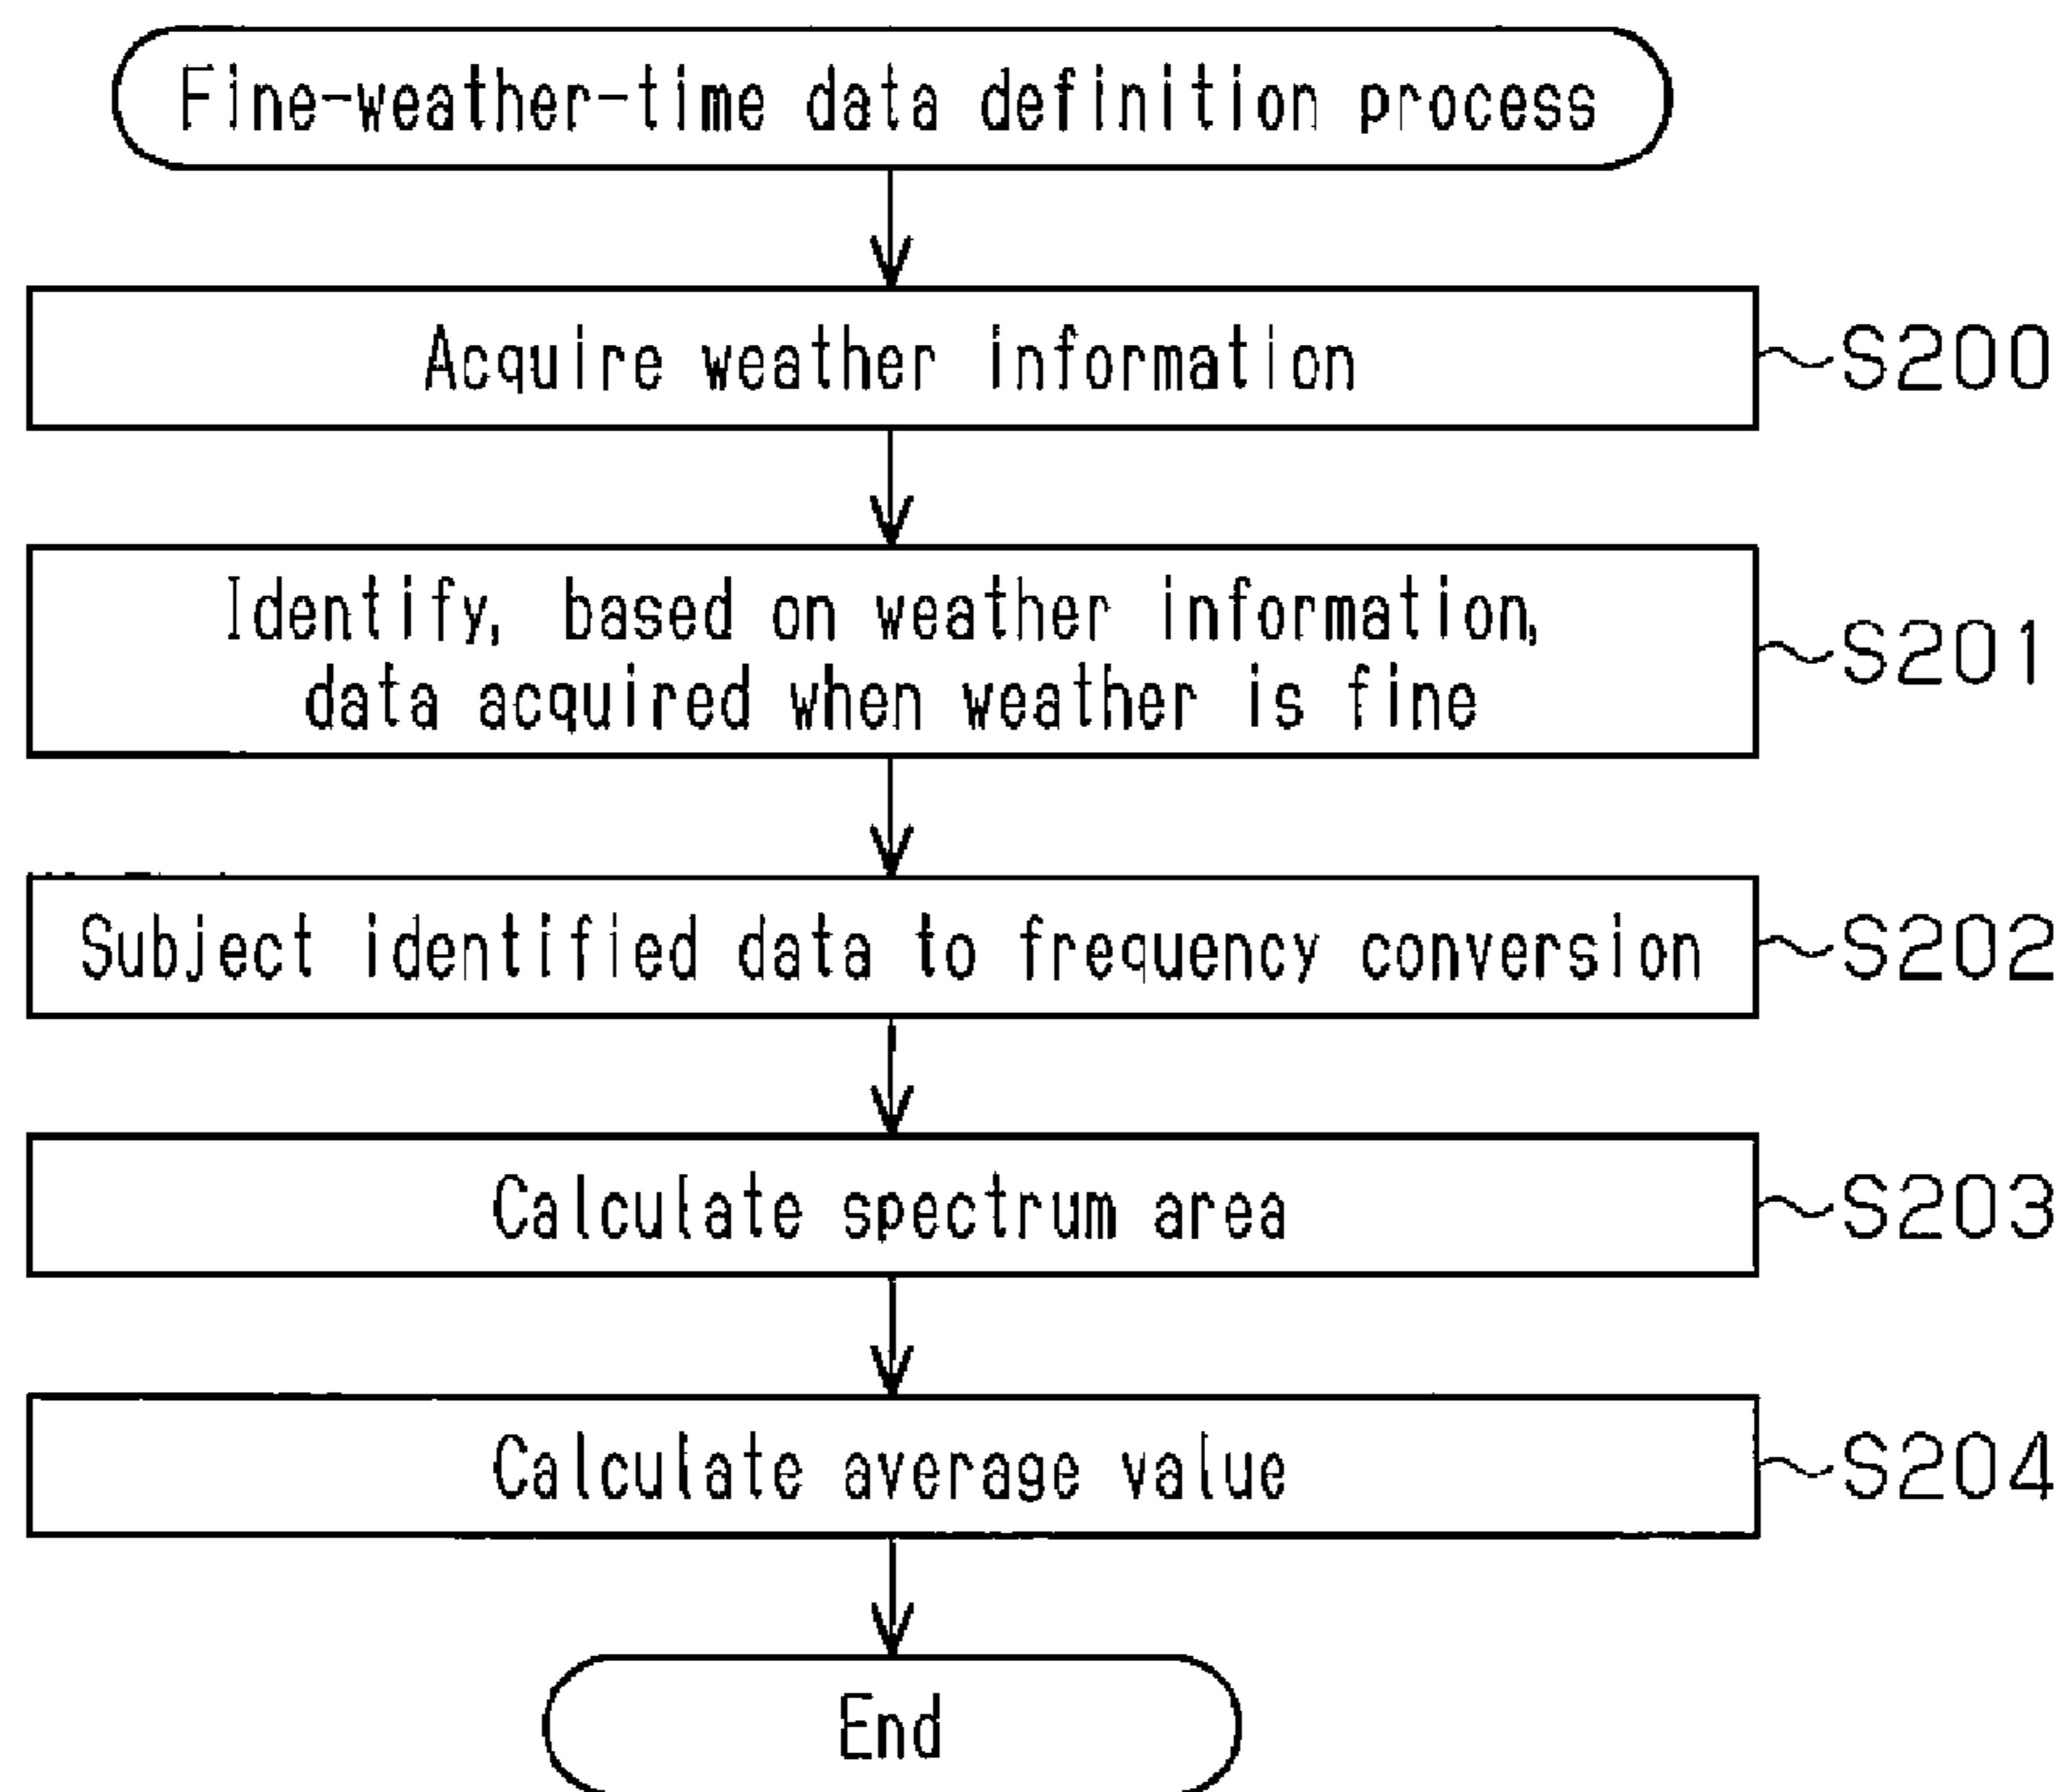 Fine-weather-time data definition process
Acquire weather information
S200
Identify, based on weather information,
data acquired when weather is fine
S201
Subject identified data to frequency conversion
S202
Calculate spectrum area
S203
Calculate average value
S204
End